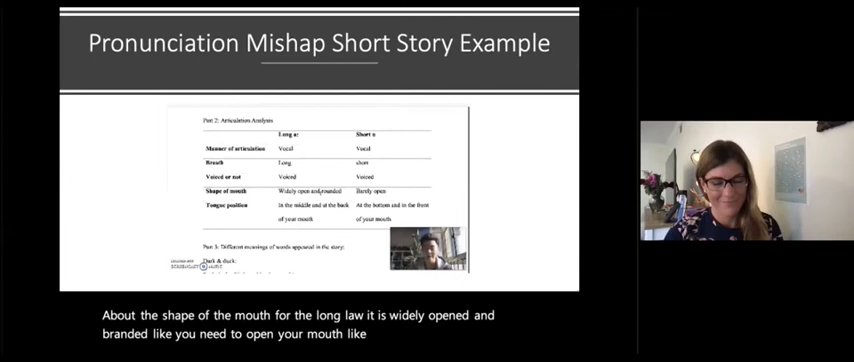 Pronunciation Mishap Short Story Example
Part 2: Articulation Analysis
Long a: Short u
Manner of articulation Vocal Vocal
Breath Long short
Voiced or not Voiced Voiced
Shape of mouth Widely open and rounded Barely open
Tongue position In the middle and at the back At the bottom and in the front
of your mouth of your mouth
Part 3: Different meanings of words appeared in the story:
Dark & duck:
About the shape of the mouth for the long law it is widely opened and
branded like you need to open your mouth like